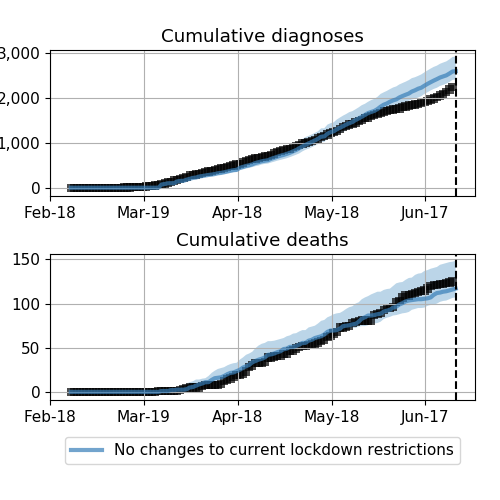 Cumulative diagnoses
3,000
2,000
1,000
0
Feb-18 Mar-19 Apr-18 May-18 Jun-17
Cumulative deaths
150
100
50
0
Feb-18 Mar-19 Apr-18 May-18 Jun-17
No changes to current lockdown restrictions